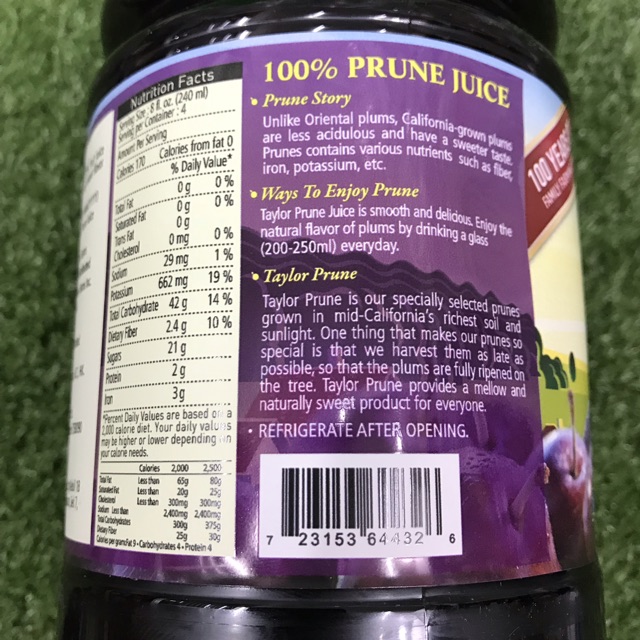 Nutrition Facts
Serving Size : 8 fl. oz. (240 ml)
Serving per Container : 4
Amount Per Serving
Calories 170 Calories from fat 0
% Daily Value*
Total Fat 0 g 0 %
Saturated Fat 0 g 0 %
Trans Fat 0 g
Cholesterol 0 mg 0 %
Sodium 29 mg 1 %
Potassium 662 mg 19 %
Total Carbohydrate 42 g 14 %
Dietary Fiber 2.4 g 10 %
Sugars 21 g
Protein 2 g
Iron 3g
*Percent Daily Values are based on a
2,000 calorie diet. Your daily values
may be higher or lower depending on
your calorie needs.
Calories 2,000 2,500
Total Fat Less than 65g 80g
Saturated Fat Less than 20g 25g
Cholesterol Less than 300mg 300mg
Sodium Less than 2,400mg 2,400mg
Total Carbohydrates 300g 375g
Dietary Fiber 25g 30g
Calories per gram:Fat 9 • Carbohydrates 4 • Protein 4
100% PRUNE JUICE
• Prune Story
Unlike Oriental plums, California-grown plums
are less acidulous and have a sweeter taste.
Prunes contains various nutrients such as fiber,
iron, potassium, etc.
• Ways To Enjoy Prune
Taylor Prune Juice is smooth and delicious. Enjoy the
natural flavor of plums by drinking a glass
(200-250ml) everyday.
• Taylor Prune
Taylor Prune is our specially selected prunes
grown in mid-California's richest soil and
sunlight. One thing that makes our prunes so
special is that we harvest them as late as
possible, so that the plums are fully ripened on
the tree. Taylor Prune provides a mellow and
naturally sweet product for everyone.
• REFRIGERATE AFTER OPENING.
7 23153 64432 6
100 YEARS
FAMILY